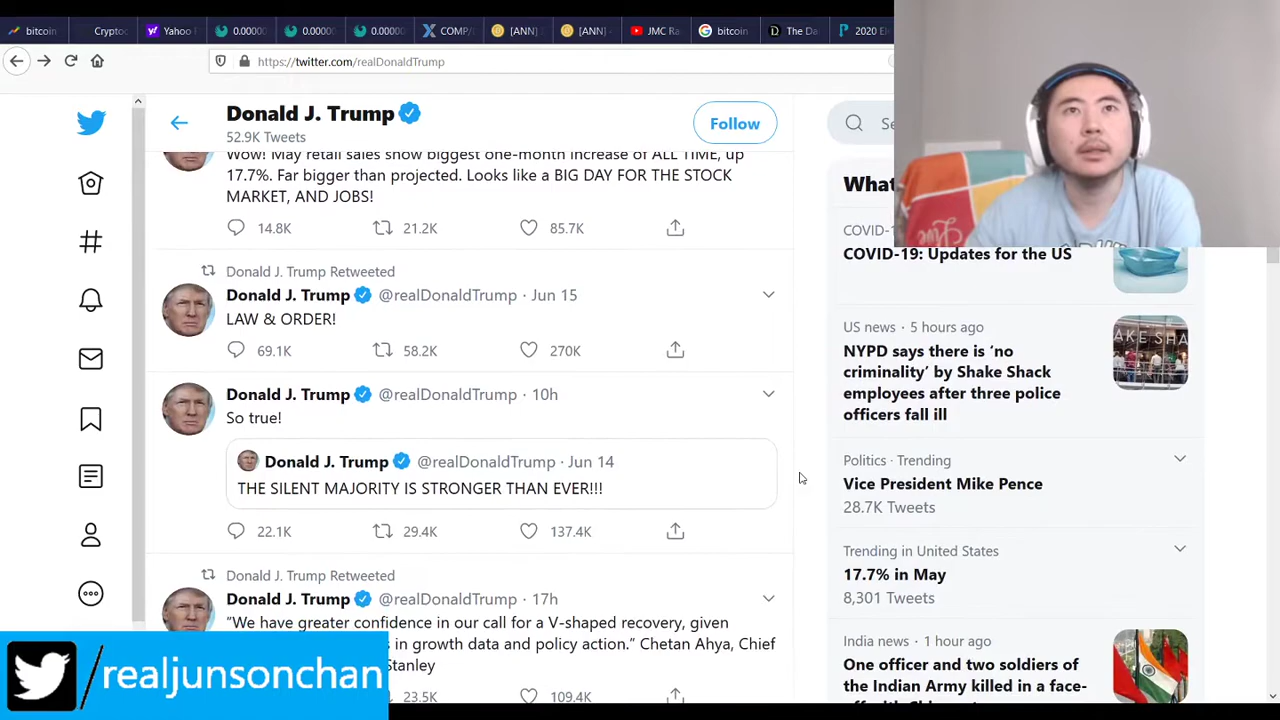 bitcoin
Crypto
Yahoo F
0.00000
0.00000
0.00000
COMP/
[ANN]
[ANN] -
JMC Ra
bitcoin
The Da
2020 El
https://twitter.com/realDonaldTrump
Donald J. Trump
52.9K Tweets
Follow
Se
Wow! May retail sales show biggest one-month increase of ALL TIME, up
17.7%. Far bigger than projected. Looks like a BIG DAY FOR THE STOCK
MARKET, AND JOBS!
14.8K 21.2K 85.7K
Donald J. Trump Retweeted
Donald J. Trump @realDonaldTrump · Jun 15
LAW & ORDER!
69.1K 58.2K 270K
Donald J. Trump @realDonaldTrump · 10h
So true!
Donald J. Trump @realDonaldTrump · Jun 14
THE SILENT MAJORITY IS STRONGER THAN EVER!!!
22.1K 29.4K 137.4K
Donald J. Trump Retweeted
Donald J. Trump @realDonaldTrump · 17h
"We have greater confidence in our call for a V-shaped recovery, given
in growth data and policy action." Chetan Ahya, Chief
Stanley
23.5K 109.4K
What
COVID-1
COVID-19: Updates for the US
US news · 5 hours ago
NYPD says there is 'no
criminality' by Shake Shack
employees after three police
officers fall ill
AKE SHA
Politics · Trending
Vice President Mike Pence
28.7K Tweets
Trending in United States
17.7% in May
8,301 Tweets
India news · 1 hour ago
One officer and two soldiers of
the Indian Army killed in a face-
/realjunsonchan